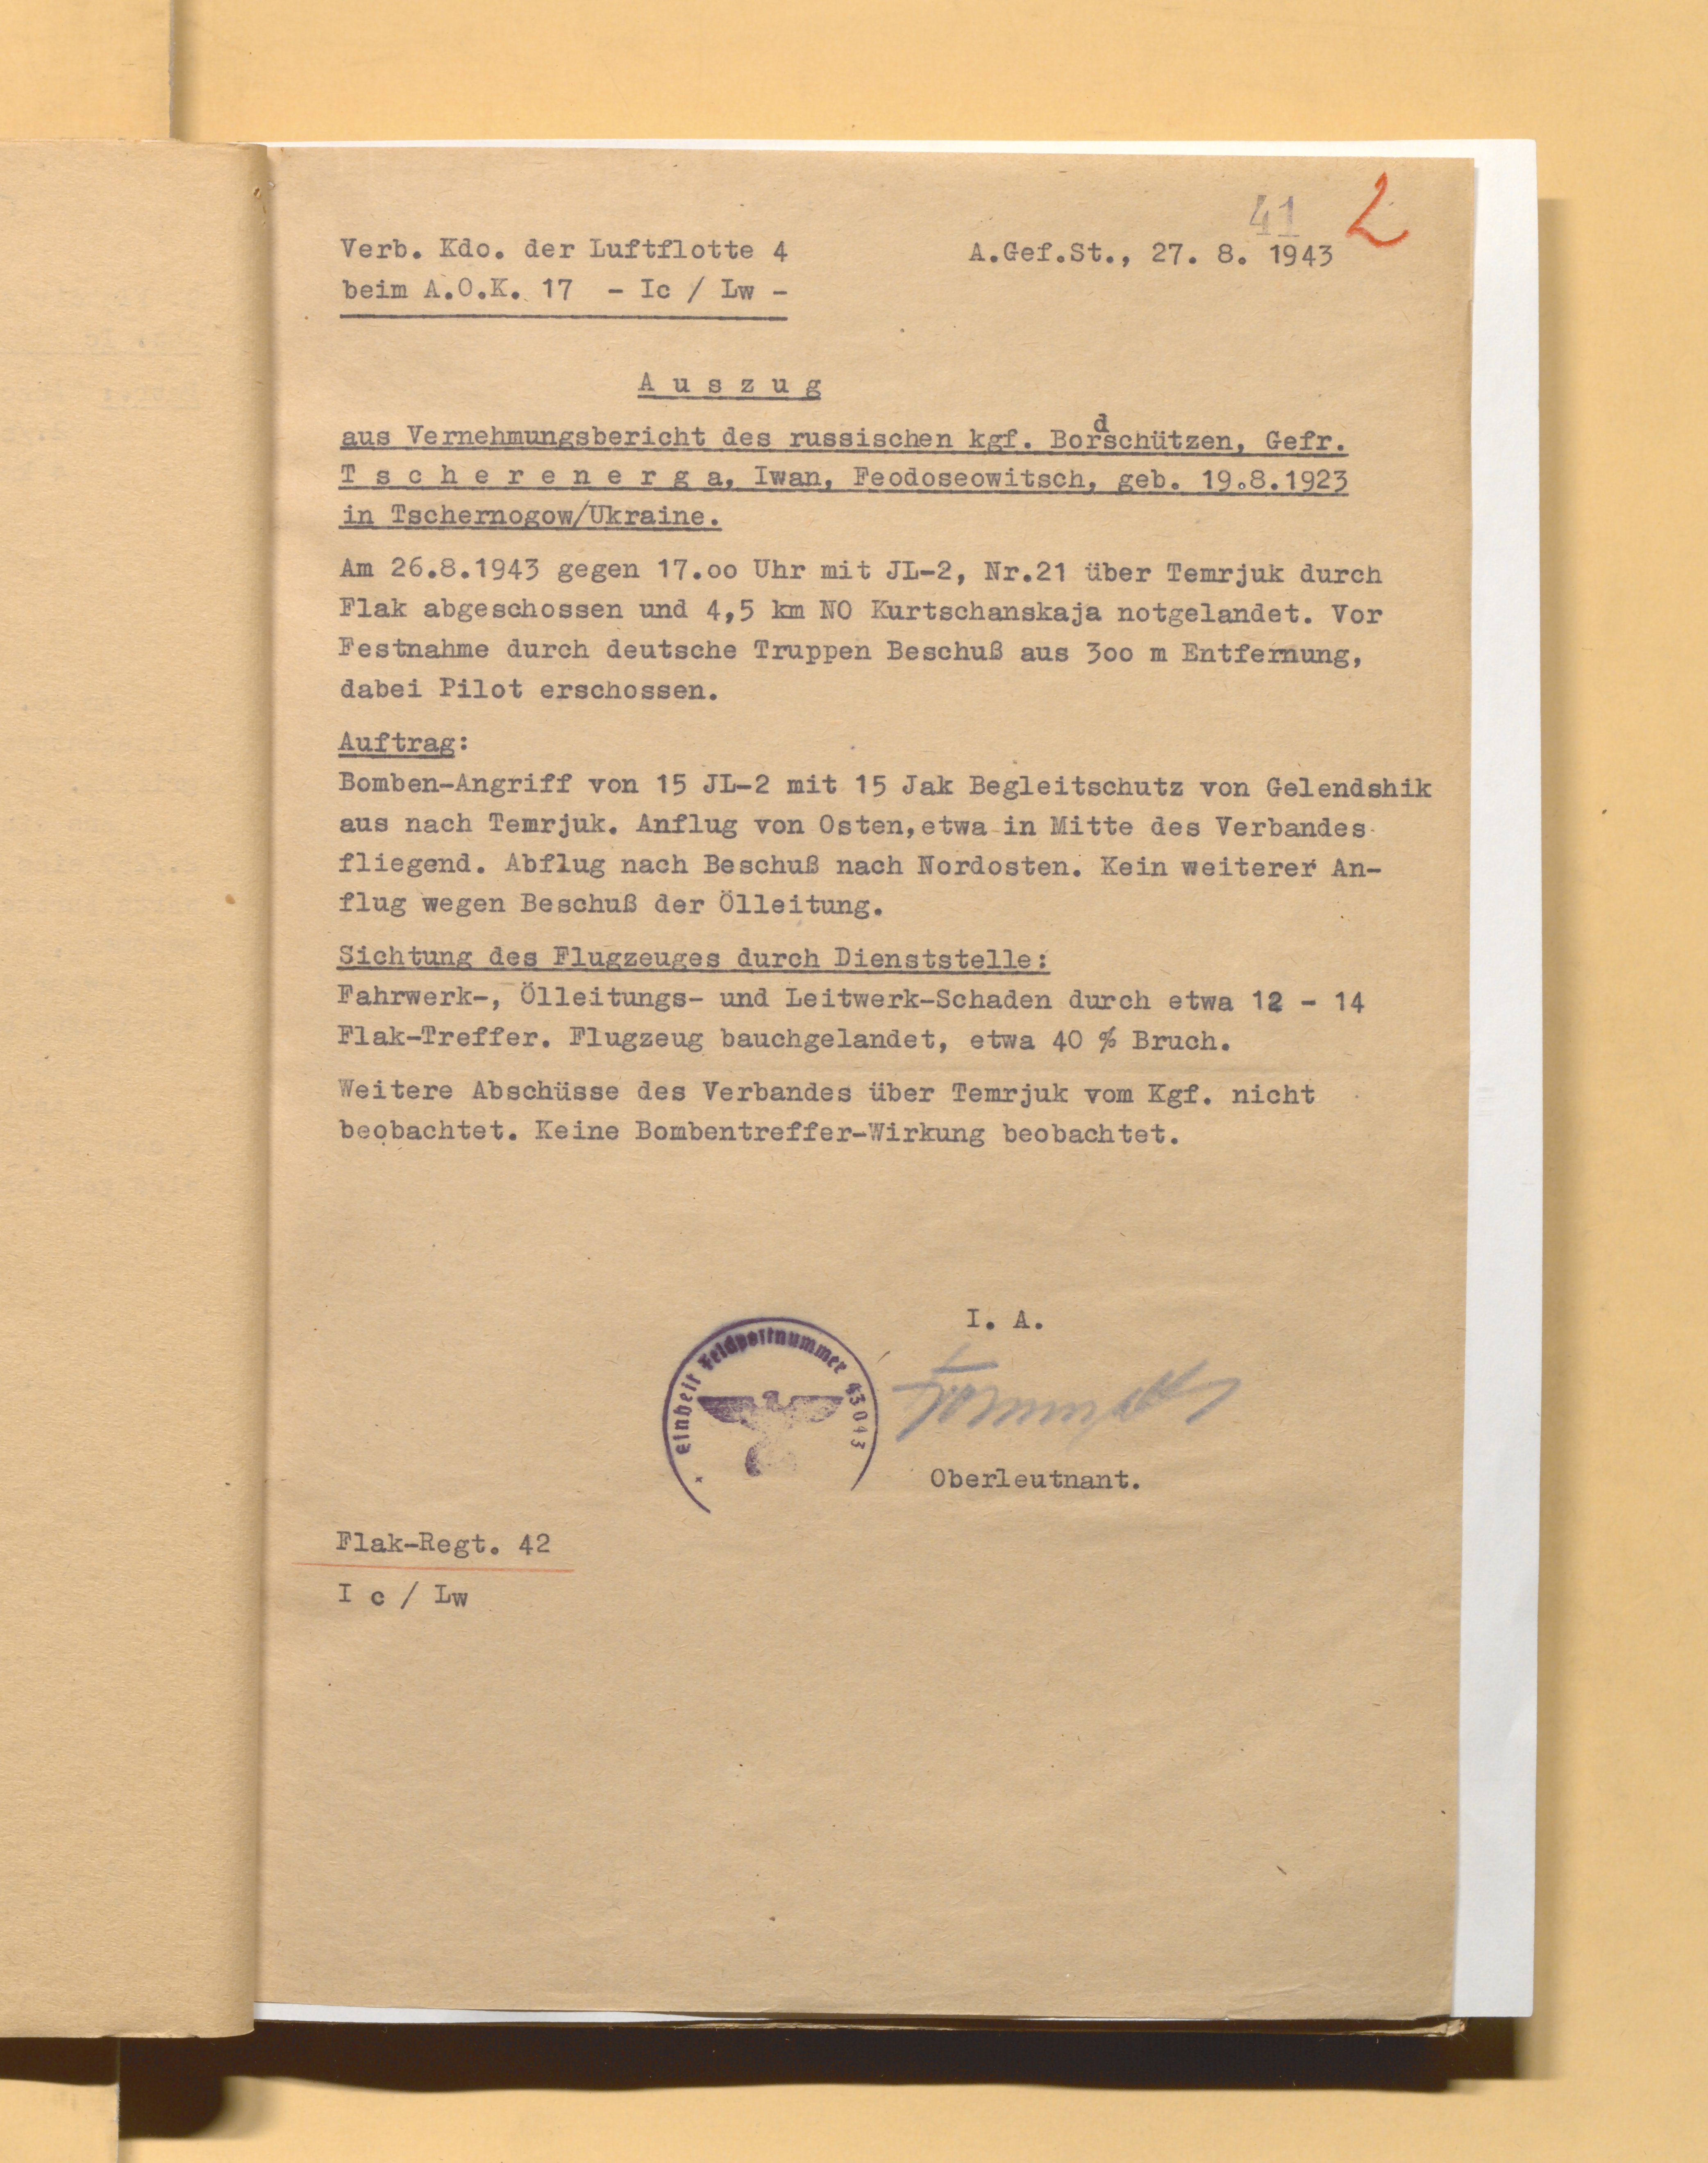 41 2
Verb. Kdo. der Luftflotte 4 A.Gef.St., 27. 8. 1943
beim A.O.K. 17 - Ic / Lw -
A u s z u g
aus Vernehmungsbericht des russischen kgf. Bordschützen, Gefr.
T s c h e r e n e r g a, Iwan, Feodoseowitsch, geb. 19.8.1923
in Tschernogow/Ukraine.
Am 26.8.1943 gegen 17.oo Uhr mit JL-2, Nr.21 über Temrjuk durch
Flak abgeschossen und 4,5 km NO Kurtschanskaja notgelandet. Vor
Festnahme durch deutsche Truppen Beschuß aus 3oo m Entfernung,
dabei Pilot erschossen.
Auftrag:
Bomben-Angriff von 15 JL-2 mit 15 Jak Begleitschutz von Gelendshik
aus nach Temrjuk. Anflug von Osten, etwa in Mitte des Verbandes
fliegend. Abflug nach Beschuß nach Nordosten. Kein weiterer An-
flug wegen Beschuß der Ölleitung.
Sichtung des Flugzeuges durch Dienststelle:
Fahrwerk-, Ölleitungs- und Leitwerk-Schaden durch etwa 12 - 14
Flak-Treffer. Flugzeug bauchgelandet, etwa 40 % Bruch.
Weitere Abschüsse des Verbandes über Temrjuk vom Kgf. nicht
beobachtet. Keine Bombentreffer-Wirkung beobachtet.
I. A.
Einheit Feldpostnummer 43043
Oberleutnant.
Flak-Regt. 42
I c / Lw